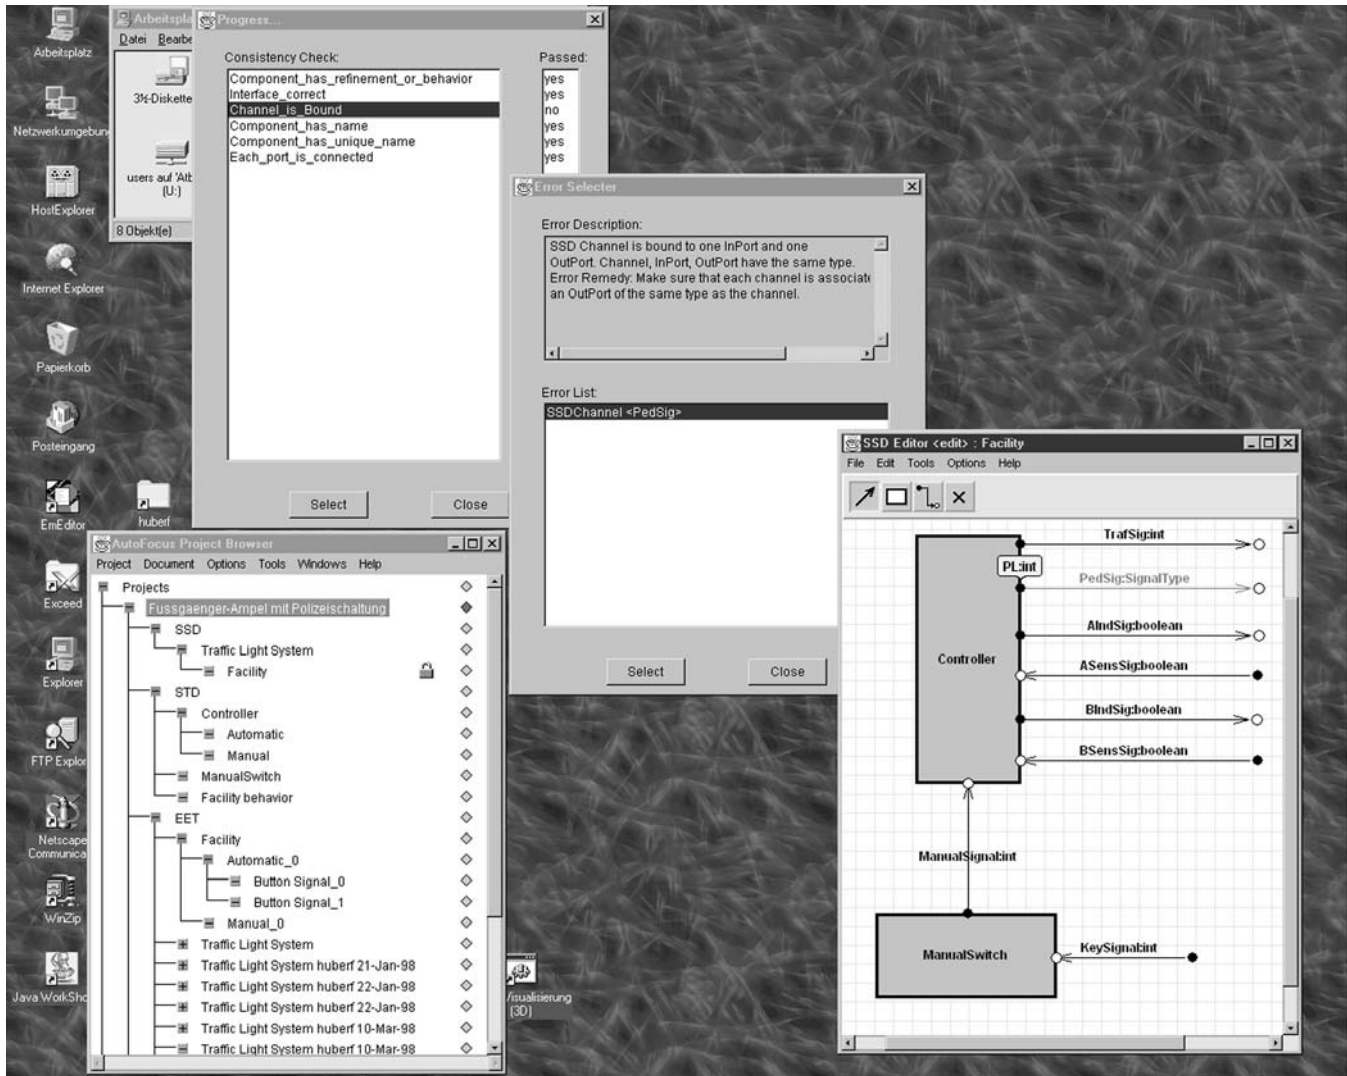 Arbeitsplatz
Netzwerkumgebun
HostExplorer
Internet Explorer
Papierkorb
Posteingang
EmEditor
huberf
Exceed
Explorer
FTP Explor
Netscape
Communica
WinZip
Java WorkSho
Arbeitspla
Datei Bearbe
3½-Diskette
users auf 'Atb
(U:)
8 Objekt(e)
Progress...
Consistency Check:
Passed:
Component_has_refinement_or_behavior yes
Interface_correct yes
Channel_is_Bound no
Component_has_name yes
Component_has_unique_name yes
Each_port_is_connected yes
Select Close
Error Selecter
Error Description:
SSD Channel is bound to one InPort and one
OutPort. Channel, InPort, OutPort have the same type.
Error Remedy: Make sure that each channel is associate
an OutPort of the same type as the channel.
Error List:
SSDChannel <PedSig>
Select Close
AutoFocus Project Browser
Project Document Options Tools Windows Help
Projects
Fussgaenger-Ampel mit Polizeischaltung
SSD
Traffic Light System
Facility
STD
Controller
Automatic
Manual
ManualSwitch
Facility behavior
EET
Facility
Automatic_0
Button Signal_0
Button Signal_1
Manual_0
Traffic Light System
Traffic Light System huberf 21-Jan-98
Traffic Light System huberf 22-Jan-98
Traffic Light System huberf 22-Jan-98
Traffic Light System huberf 10-Mar-98
Traffic Light System huberf 10-Mar-98
Visualisierung
(3D)
SSD Editor <edit> : Facility
File Edit Tools Options Help
TrafSig:int
PL:int
PedSig:SignalType
AIndSig:boolean
Controller
ASensSig:boolean
BIndSig:boolean
BSensSig:boolean
ManualSignal:int
ManualSwitch
KeySignal:int